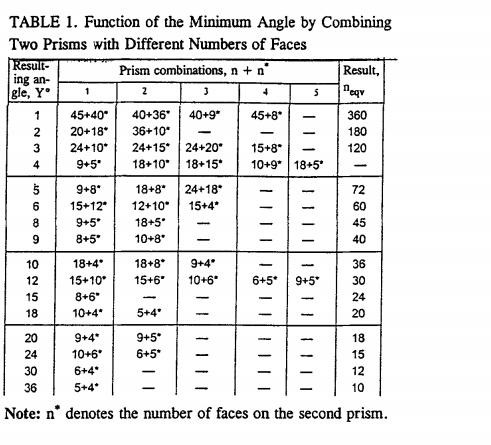 TABLE 1. Function of the Minimum Angle by Combining
Two Prisms with Different Numbers of Faces
Result-
ing an-
gle, Y°
Prism combinations, n + n*
Result,
n eqv
1 2 3 4 5
1 45+40* 40+36* 40+9* 45+8* — 360
2 20+18* 36+10* — — — 180
3 24+10* 24+15* 24+20* 15+8* — 120
4 9+5* 18+10* 18+15* 10+9* 18+5* —
5 9+8* 18+8* 24+18* — — 72
6 15+12* 12+10* 15+4* — — 60
8 9+5* 18+5* — — — 45
9 8+5* 10+8* — — — 40
10 18+4* 18+8* 9+4* — — 36
12 15+10* 15+6* 10+6* 6+5* 9+5* 30
15 8+6* — — — — 24
18 10+4* 5+4* — — — 20
20 9+4* 9+5* — — — 18
24 10+6* 6+5* — — — 15
30 6+4* — — — — 12
36 5+4* — — — — 10
Note: n* denotes the number of faces on the second prism.